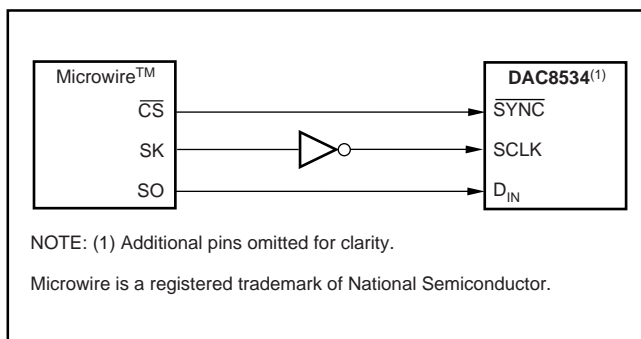 Microwire™ DAC8534(1)
CS SYNC
SK SCLK
SO DIN
NOTE: (1) Additional pins omitted for clarity.
Microwire is a registered trademark of National Semiconductor.